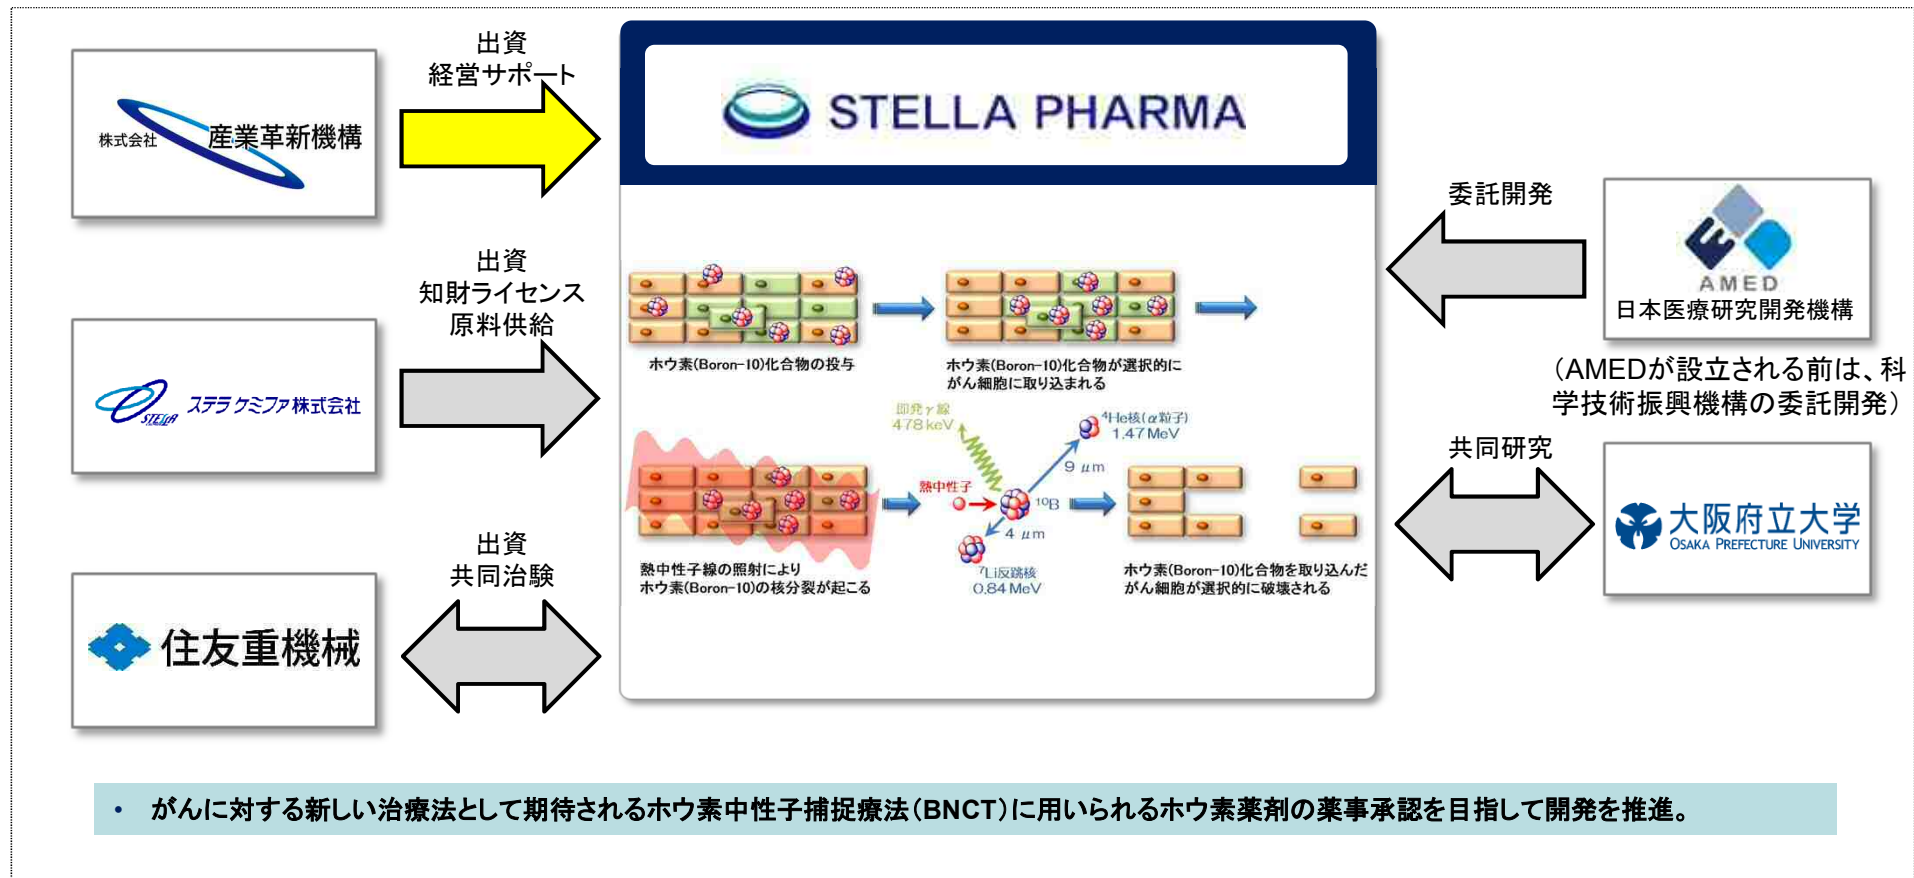 出資
経営サポート
株式会社 産業革新機構
STELLA PHARMA
出資
知財ライセンス
原料供給
STELLA ステラ ケミファ 株式会社
出資
共同治験
住友重機械
ホウ素(Boron-10)化合物の投与
ホウ素(Boron-10)化合物が選択的に
がん細胞に取り込まれる
熱中性子線の照射により
ホウ素(Boron-10)の核分裂が起こる
即発γ線
478 keV
⁴He核(α粒子)
1.47 MeV
9 μm
熱中性子
¹⁰B
4 μm
⁷Li反跳核
0.84 MeV
ホウ素(Boron-10)化合物を取り込んだ
がん細胞が選択的に破壊される
委託開発
AMED
日本医療研究開発機構
(AMEDが設立される前は、科
学技術振興機構の委託開発)
共同研究
大阪府立大学
OSAKA PREFECTURE UNIVERSITY
• がんに対する新しい治療法として期待されるホウ素中性子捕捉療法(BNCT)に用いられるホウ素薬剤の薬事承認を目指して開発を推進。